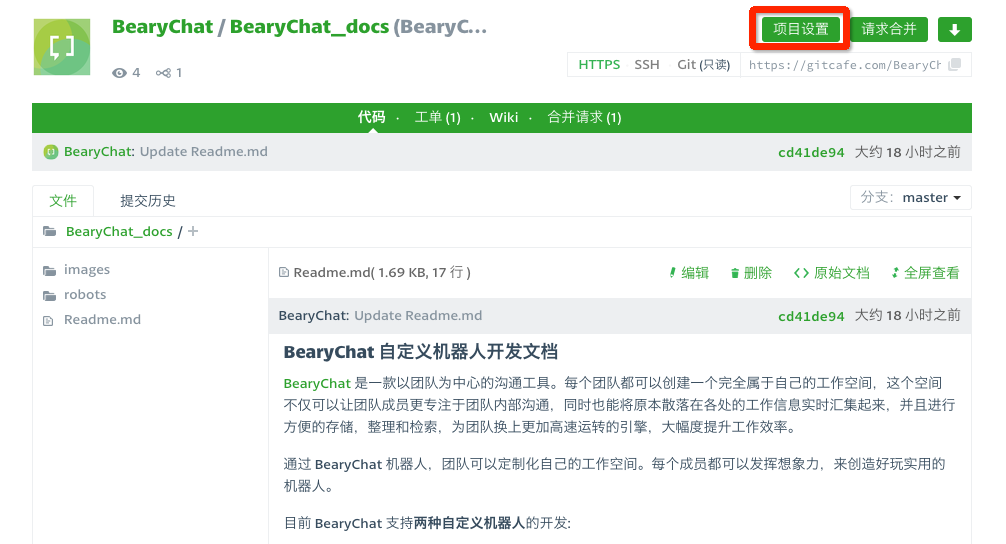 BearyChat / BearyChat_docs (BearyC...
项目设置 请求合并
4 1
HTTPS SSH Git (只读) https://gitcafe.com/BearyCh
代码 · 工单 (1) · Wiki · 合并请求 (1)
BearyChat: Update Readme.md cd41de94 大约 18 小时之前
文件 提交历史 分支: master
BearyChat_docs / +
images
robots
Readme.md
Readme.md( 1.69 KB, 17 行 ) 编辑 删除 原始文档 全屏查看
BearyChat: Update Readme.md cd41de94 大约 18 小时之前
BearyChat 自定义机器人开发文档
BearyChat 是一款以团队为中心的沟通工具。每个团队都可以创建一个完全属于自己的工作空间，这个空间
不仅可以让团队成员更专注于团队内部沟通，同时也能将原本散落在各处的工作信息实时汇集起来，并且进行
方便的存储，整理和检索，为团队换上更加高速运转的引擎，大幅度提升工作效率。
通过 BearyChat 机器人，团队可以定制化自己的工作空间。每个成员都可以发挥想象力，来创造好玩实用的
机器人。
目前 BearyChat 支持两种自定义机器人的开发: